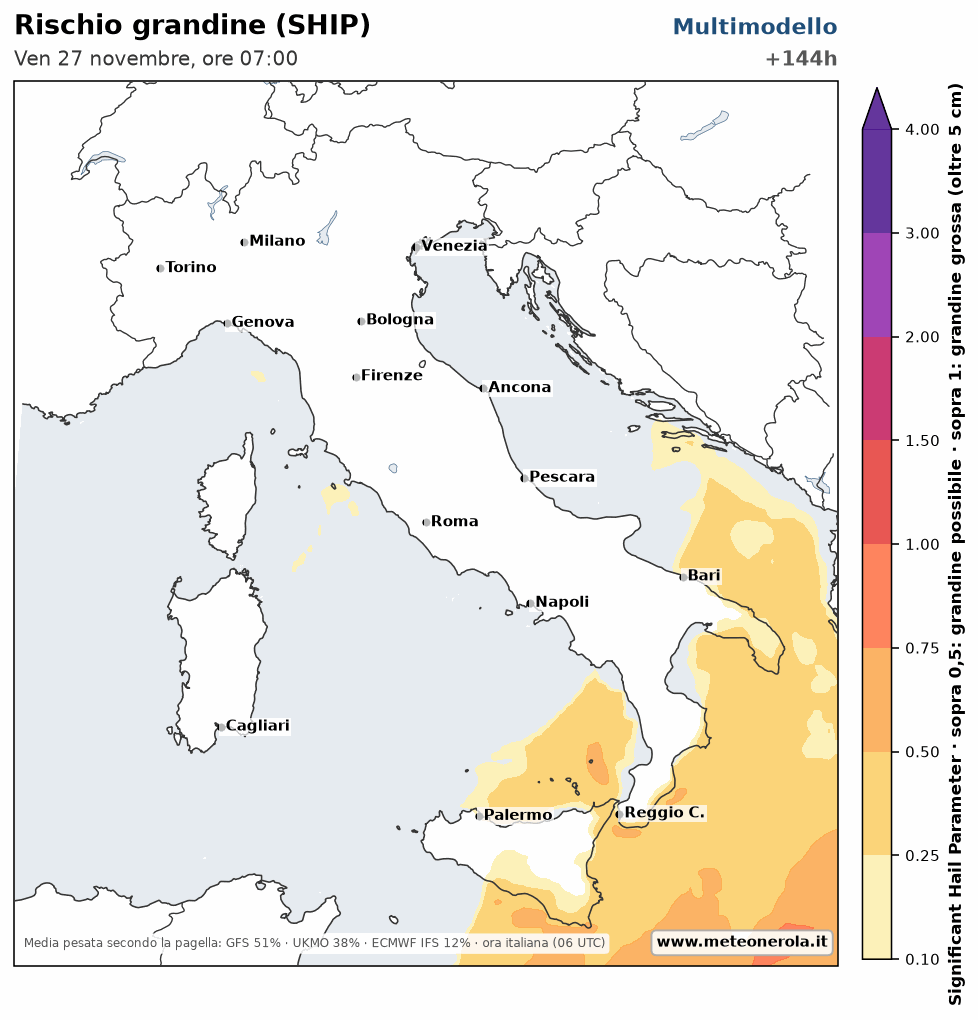 Rischio grandine (SHIP)
Multimodello
Ven 27 novembre, ore 07:00
+144h
Milano
Venezia
Torino
Genova
Bologna
Firenze
Ancona
Pescara
Roma
Bari
Napoli
Cagliari
Palermo
Reggio C.
Media pesata secondo la pagella: GFS 51% · UKMO 38% · ECMWF IFS 12% · ora italiana (06 UTC)
www.meteonerola.it
4.00
3.00
2.00
1.50
1.00
0.75
0.50
0.25
0.10
Significant Hail Parameter · sopra 0,5: grandine possibile · sopra 1: grandine grossa (oltre 5 cm)